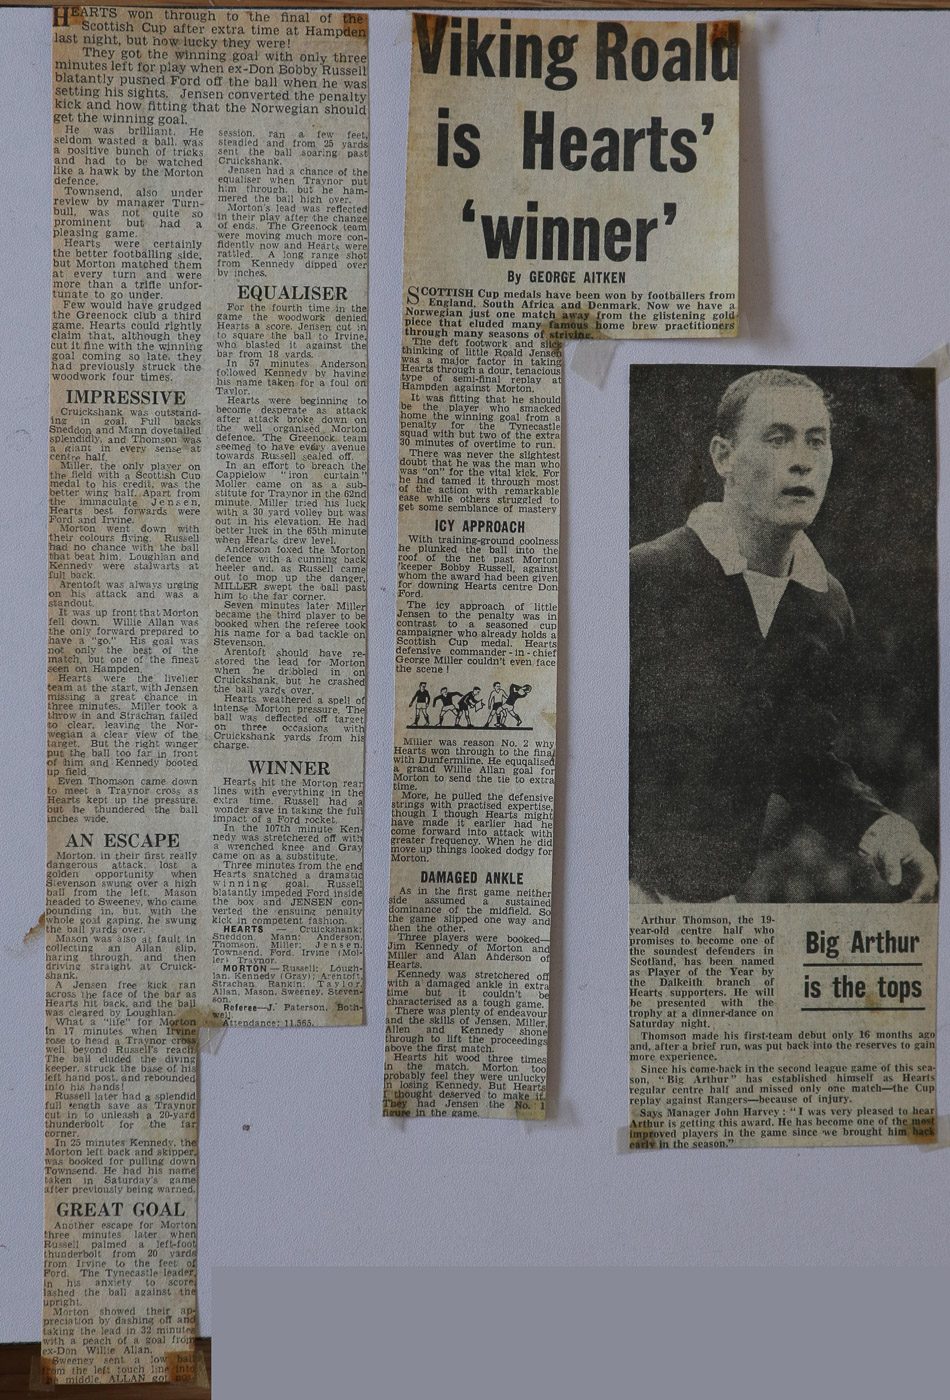 HEARTS won through to the final of the
Scottish Cup after extra time at Hampden
last night, but how lucky they were!
They got the winning goal with only three
minutes left for play when ex-Don Bobby Russell
blatantly pushed Ford off the ball when he was
setting his sights. Jensen converted the penalty
kick and how fitting that the Norwegian should
get the winning goal.
He was brilliant. He
seldom wasted a ball, was
a positive bunch of tricks
and had to be watched
like a hawk by the Morton
defence.
Townsend, also under
review by manager Turn-
bull, was not quite so
prominent but had a
pleasing game.
Hearts were certainly
the better footballing side,
but Morton matched them
at every turn and were
more than a trifle unfor-
tunate to go under.
Few would have grudged
the Greenock club a third
game. Hearts could rightly
claim that, although they
cut it fine with the winning
goal coming so late, they
had previously struck the
woodwork four times.
IMPRESSIVE
Cruickshank was outstand-
ing in goal. Full backs
Sneddon and Mann dovetailed
splendidly, and Thomson was
a giant in every sense at
centre half.
Miller, the only player on
the field with a Scottish Cup
medal to his credit, was the
better wing half. Apart from
the immaculate Jensen,
Hearts best forwards were
Ford and Irvine.
Morton went down with
their colours flying. Russell
had no chance with the ball
that beat him. Loughlan and
Kennedy were stalwarts at
full back.
Arentoft was always urging
on his attack and was a
standout.
It was up front that Morton
fell down. Willie Allan was
the only forward prepared to
have a "go." His goal was
not only the best of the
match, but one of the finest
seen on Hampden.
Hearts were the livelier
team at the start, with Jensen
missing a great chance in
three minutes. Miller took a
throw in and Strachan failed
to clear, leaving the Nor-
wegian a clear view of the
target. But the right winger
put the ball too far in front
of him and Kennedy booted
up field.
Even Thomson came down
to meet a Traynor cross as
Hearts kept up the pressure,
but he thundered the ball
inches wide.
AN ESCAPE
Morton, in their first really
dangerous attack, lost a
golden opportunity when
Stevenson swung over a high
ball from the left. Mason
headed to Sweeney, who came
pounding in, but, with the
whole goal gaping, he swung
the ball yards over.
Mason was also at fault in
collecting an Allan slip,
haring through, and then
driving straight at Cruick-
shank.
A Jensen free kick ran
across the face of the bar as
Hearts hit back, and the ball
was cleared by Loughlan.
What a "life" for Morton
in 17 minutes when Irvine
rose to head a Traynor cross
well beyond Russell's reach.
The ball eluded the diving
keeper, struck the base of his
left hand post, and rebounded
into his hands!
Russell later had a splendid
full length save as Traynor
cut in to unleash a 20-yard
thunderbolt for the far
corner.
In 25 minutes Kennedy, the
Morton left back and skipper,
was booked for pulling down
Townsend. He had his name
taken in Saturday's game
after previously being warned.
GREAT GOAL
Another escape for Morton
three minutes later when
Russell palmed a left-foot
thunderbolt from 20 yards
from Irvine to the feet of
Ford. The Tynecastle leader,
in his anxiety to score,
lashed the ball against the
upright.
Morton showed their ap-
preciation by dashing off and
taking the lead in 32 minutes
with a peach of a goal from
ex-Don Willie Allan.
Sweeney sent a low ball
from the left touch line into
the middle. ALLAN got
session, ran a few feet,
steadied and from 25 yards
sent the ball soaring past
Cruickshank.
Jensen had a chance of the
equaliser when Traynor put
him through, but he ham-
mered the ball high over.
Morton's lead was reflected
in their play after the change
of ends. The Greenock team
were moving much more con-
fidently now and Hearts were
rattled. A long range shot
from Kennedy dipped over
by inches.
EQUALISER
For the fourth time in the
game the woodwork denied
Hearts a score. Jensen cut in
to square the ball to Irvine,
who blasted it against the
bar from 18 yards.
In 57 minutes Anderson
followed Kennedy by having
his name taken for a foul on
Taylor.
Hearts were beginning to
become desperate as attack
after attack broke down on
the well organised Morton
defence. The Greenock team
seemed to have every avenue
towards Russell sealed off.
In an effort to breach the
Cappielow "iron curtain"
Moller came on as a sub-
stitute for Traynor in the 62nd
minute. Miller tried his luck
with a 30 yard volley but was
out in his elevation. He had
better luck in the 65th minute
when Hearts drew level.
Anderson foxed the Morton
defence with a cunning back
heeler and, as Russell came
out to mop up the danger,
MILLER swept the ball past
him to the far corner.
Seven minutes later Miller
became the third player to be
booked when the referee took
his name for a bad tackle on
Stevenson.
Arentoft should have re-
stored the lead for Morton
when he dribbled in on
Cruickshank, but he crashed
the ball yards over.
Hearts weathered a spell of
intense Morton pressure. The
ball was deflected off target
on three occasions with
Cruickshank yards from his
charge.
WINNER
Hearts hit the Morton rear
lines with everything in the
extra time. Russell had a
wonder save in taking the full
impact of a Ford rocket.
In the 107th minute Ken-
nedy was stretchered off with
a wrenched knee and Gray
came on as a substitute.
Three minutes from the end
Hearts snatched a dramatic
winning goal. Russell
blatantly impeded Ford inside
the box and JENSEN con-
verted the ensuing penalty
kick in competent fashion.
HEARTS — Cruickshank;
Sneddon, Mann; Anderson,
Thomson, Miller; Jensen,
Townsend, Ford, Irvine (Mol-
ler) Traynor.
MORTON — Russell; Lough-
lan, Kennedy (Gray); Arentoft,
Strachan, Rankin; Taylor,
Allan, Mason, Sweeney, Steven-
son.
Referee—J. Paterson, Both-
well.
Attendance: 11,565.
Viking Roald
is Hearts'
'winner'
By GEORGE AITKEN
SCOTTISH Cup medals have been won by footballers from
England, South Africa and Denmark. Now we have a
Norwegian just one match away from the glistening gold
piece that eluded many famous home brew practitioners
through many seasons of striving.
The deft footwork and slick
thinking of little Roald Jensen
was a major factor in taking
Hearts through a dour, tenacious
type of semi-final replay at
Hampden against Morton.
It was fitting that he should
be the player who smacked
home the winning goal from a
penalty for the Tynecastle
squad with but two of the extra
30 minutes of overtime to run.
There was never the slightest
doubt that he was the man who
was "on" for the vital kick. For
he had tamed it through most
of the action with remarkable
ease while others struggled to
get some semblance of mastery
ICY APPROACH
With training-ground coolness
he plunked the ball into the
roof of the net past Morton
'keeper Bobby Russell, against
whom the award had been given
for downing Hearts centre Don
Ford.
The icy approach of little
Jensen to the penalty was in
contrast to a seasoned cup
campaigner who already holds a
Scottish Cup medal. Hearts
defensive commander-in-chief
George Miller couldn't even face
the scene!
Miller was reason No. 2 why
Hearts won through to the final
with Dunfermline. He equqalised
a grand Willie Allan goal for
Morton to send the tie to extra
time.
More, he pulled the defensive
strings with practised expertise,
though I though Hearts might
have made it earlier had he
come forward into attack with
greater frequency. When he did
move up things looked dodgy for
Morton.
DAMAGED ANKLE
As in the first game neither
side assumed a sustained
dominance of the midfield. So
the game slipped one way and
then the other.
Three players were booked—
Jim Kennedy of Morton and
Miller and Alan Anderson of
Hearts.
Kennedy was stretchered off
with a damaged ankle in extra
time but it couldn't be
characterised as a tough game.
There was plenty of endeavour
and the skills of Jensen, Miller,
Allen and Kennedy shone
through to lift the proceedings
above the first match.
Hearts hit wood three times
in the match. Morton too
probably feel they were unlucky
in losing Kennedy. But Hearts
I thought deserved to make it.
They had Jensen the No. 1
figure in the game.
Arthur Thomson, the 19-
year-old centre half who
promises to become one of
the soundest defenders in
Scotland, has been named
as Player of the Year by
the Dalkeith branch of
Hearts supporters. He will
be presented with the
trophy at a dinner-dance on
Saturday night.
Big Arthur
is the tops
Thomson made his first-team debut only 16 months ago
and, after a brief run, was put back into the reserves to gain
more experience.
Since his come-back in the second league game of this sea-
son, "Big Arthur" has established himself as Hearts
regular centre half and missed only one match—the Cup
replay against Rangers—because of injury.
Says Manager John Harvey: "I was very pleased to hear
Arthur is getting this award. He has become one of the most
improved players in the game since we brought him back
early in the season."